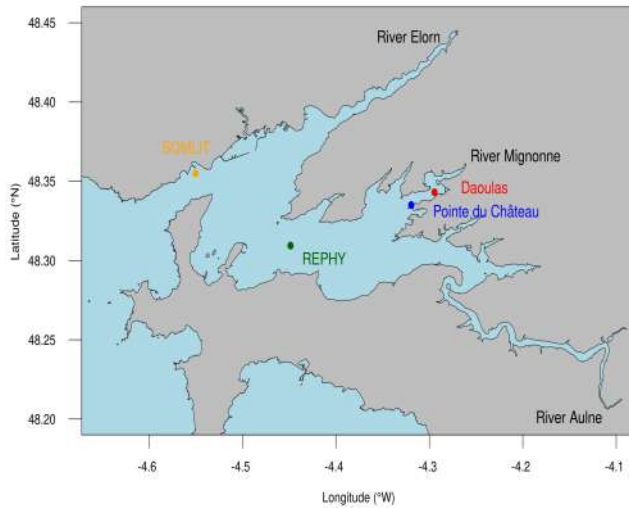 48.45
48.40
48.35
48.30
48.25
48.20
Latitude (°N)
River Elorn
SOMLIT
River Mignonne
Daoulas
Pointe du Château
REPHY
River Aulne
-4.6 -4.5 -4.4 -4.3 -4.2 -4.1
Longitude (°W)